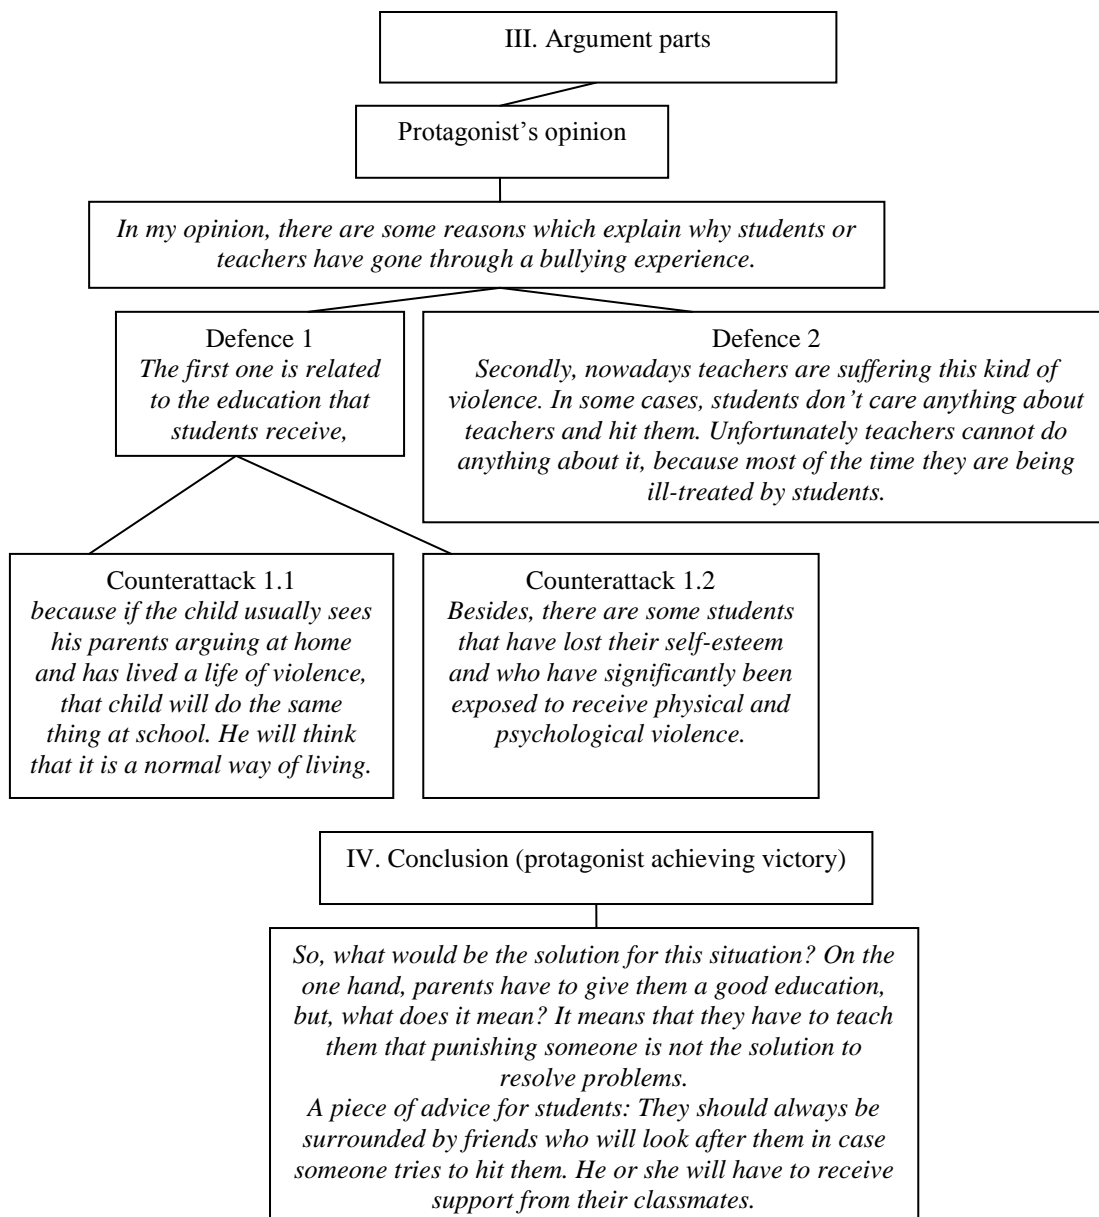 III. Argument parts
Protagonist’s opinion
In my opinion, there are some reasons which explain why students or
teachers have gone through a bullying experience.
Defence 1
The first one is related
to the education that
students receive,
Defence 2
Secondly, nowadays teachers are suffering this kind of
violence. In some cases, students don’t care anything about
teachers and hit them. Unfortunately teachers cannot do
anything about it, because most of the time they are being
ill-treated by students.
Counterattack 1.1
because if the child usually sees
his parents arguing at home
and has lived a life of violence,
that child will do the same
thing at school. He will think
that it is a normal way of living.
Counterattack 1.2
Besides, there are some students
that have lost their self-esteem
and who have significantly been
exposed to receive physical and
psychological violence.
IV. Conclusion (protagonist achieving victory)
So, what would be the solution for this situation? On the
one hand, parents have to give them a good education,
but, what does it mean? It means that they have to teach
them that punishing someone is not the solution to
resolve problems.
A piece of advice for students: They should always be
surrounded by friends who will look after them in case
someone tries to hit them. He or she will have to receive
support from their classmates.